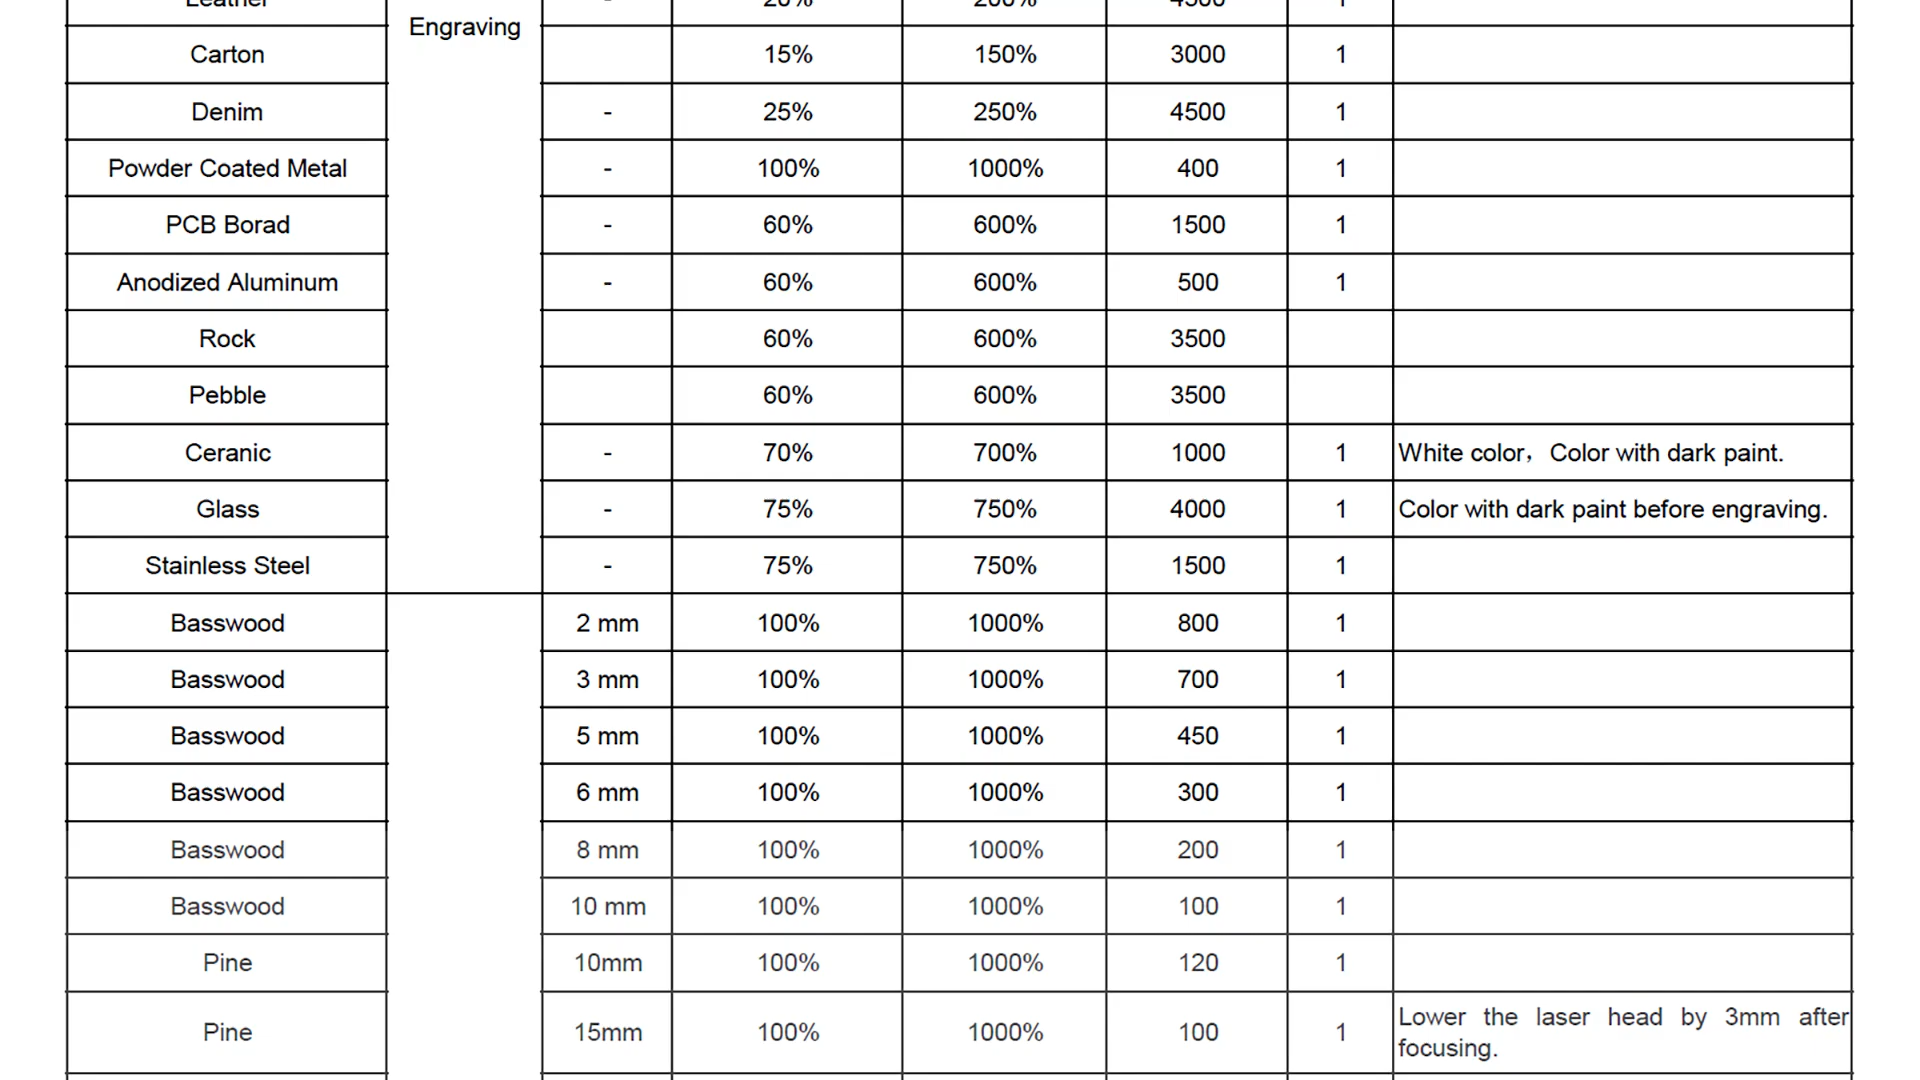 Leather - 20% 200% 4500 1
Engraving
Carton 15% 150% 3000 1
Denim - 25% 250% 4500 1
Powder Coated Metal - 100% 1000% 400 1
PCB Borad - 60% 600% 1500 1
Anodized Aluminum - 60% 600% 500 1
Rock 60% 600% 3500
Pebble 60% 600% 3500
Ceranic - 70% 700% 1000 1 White color，Color with dark paint.
Glass - 75% 750% 4000 1 Color with dark paint before engraving.
Stainless Steel - 75% 750% 1500 1
Basswood 2 mm 100% 1000% 800 1
Basswood 3 mm 100% 1000% 700 1
Basswood 5 mm 100% 1000% 450 1
Basswood 6 mm 100% 1000% 300 1
Basswood 8 mm 100% 1000% 200 1
Basswood 10 mm 100% 1000% 100 1
Pine 10mm 100% 1000% 120 1
Pine 15mm 100% 1000% 100 1 Lower the laser head by 3mm after
focusing.